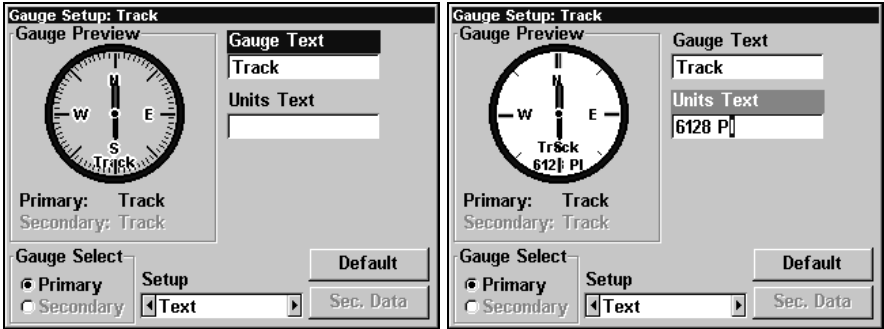 Gauge Setup: Track
Gauge Preview
Gauge Text
Track
Units Text
N
W
E
S
Track
Primary: Track
Secondary: Track
Gauge Select
Primary
Secondary
Setup
Text
Default
Sec. Data
Gauge Setup: Track
Gauge Preview
Gauge Text
Track
Units Text
6128 P
N
W
E
S
Track
6128 PI
Primary: Track
Secondary: Track
Gauge Select
Primary
Secondary
Setup
Text
Default
Sec. Data